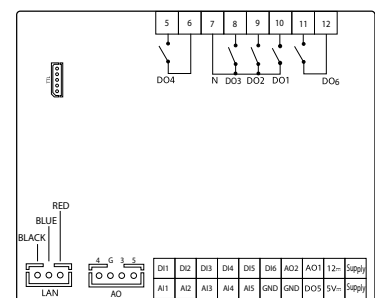 5 6 7 8 9 10 11 12
DO4 N DO3 DO2 DO1 DO6
TTL
RED
BLUE
BLACK
4 G 3 5
LAN AO
DI1 DI2 DI3 DI4 DI5 DI6 AO2 AO1 12⎓ Supply
AI1 AI2 AI3 AI4 AI5 GND GND DO5 5V⎓ Supply